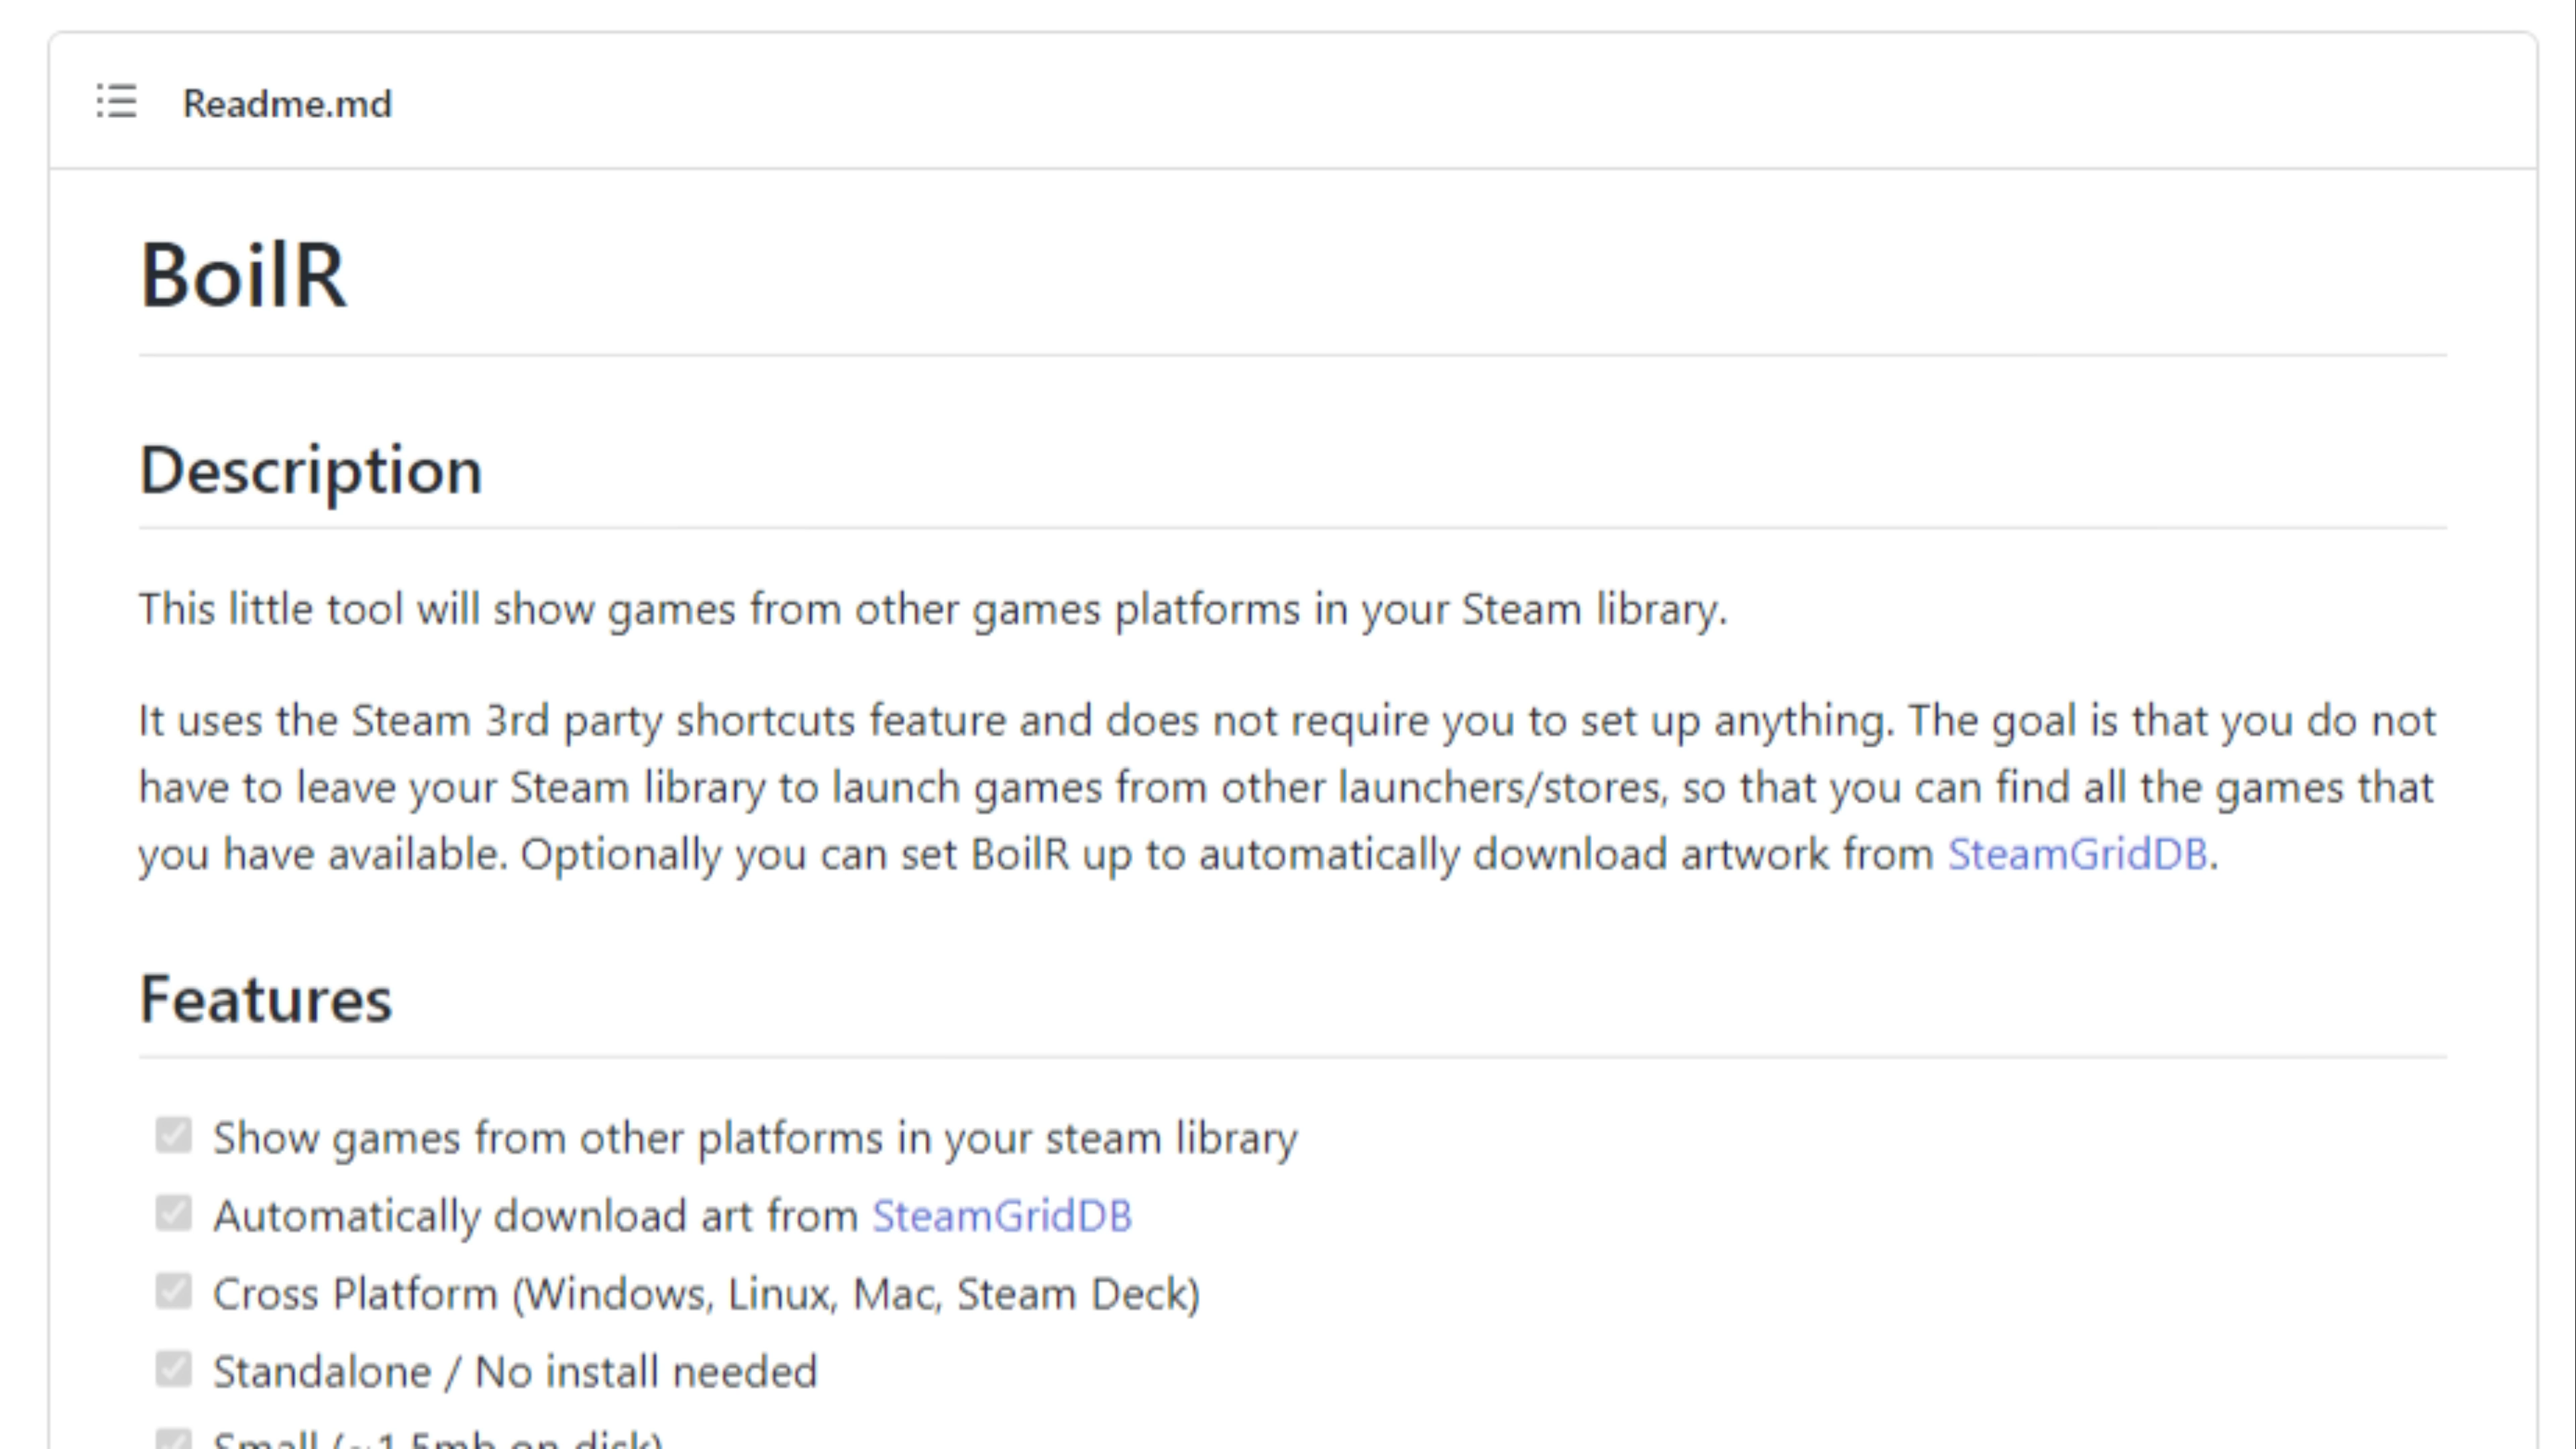 Readme.md
BoilR
Description
This little tool will show games from other games platforms in your Steam library.
It uses the Steam 3rd party shortcuts feature and does not require you to set up anything. The goal is that you do not
have to leave your Steam library to launch games from other launchers/stores, so that you can find all the games that
you have available. Optionally you can set BoilR up to automatically download artwork from SteamGridDB.
Features
Show games from other platforms in your steam library
Automatically download art from SteamGridDB
Cross Platform (Windows, Linux, Mac, Steam Deck)
Standalone / No install needed
Small (~1.5mb on disk)